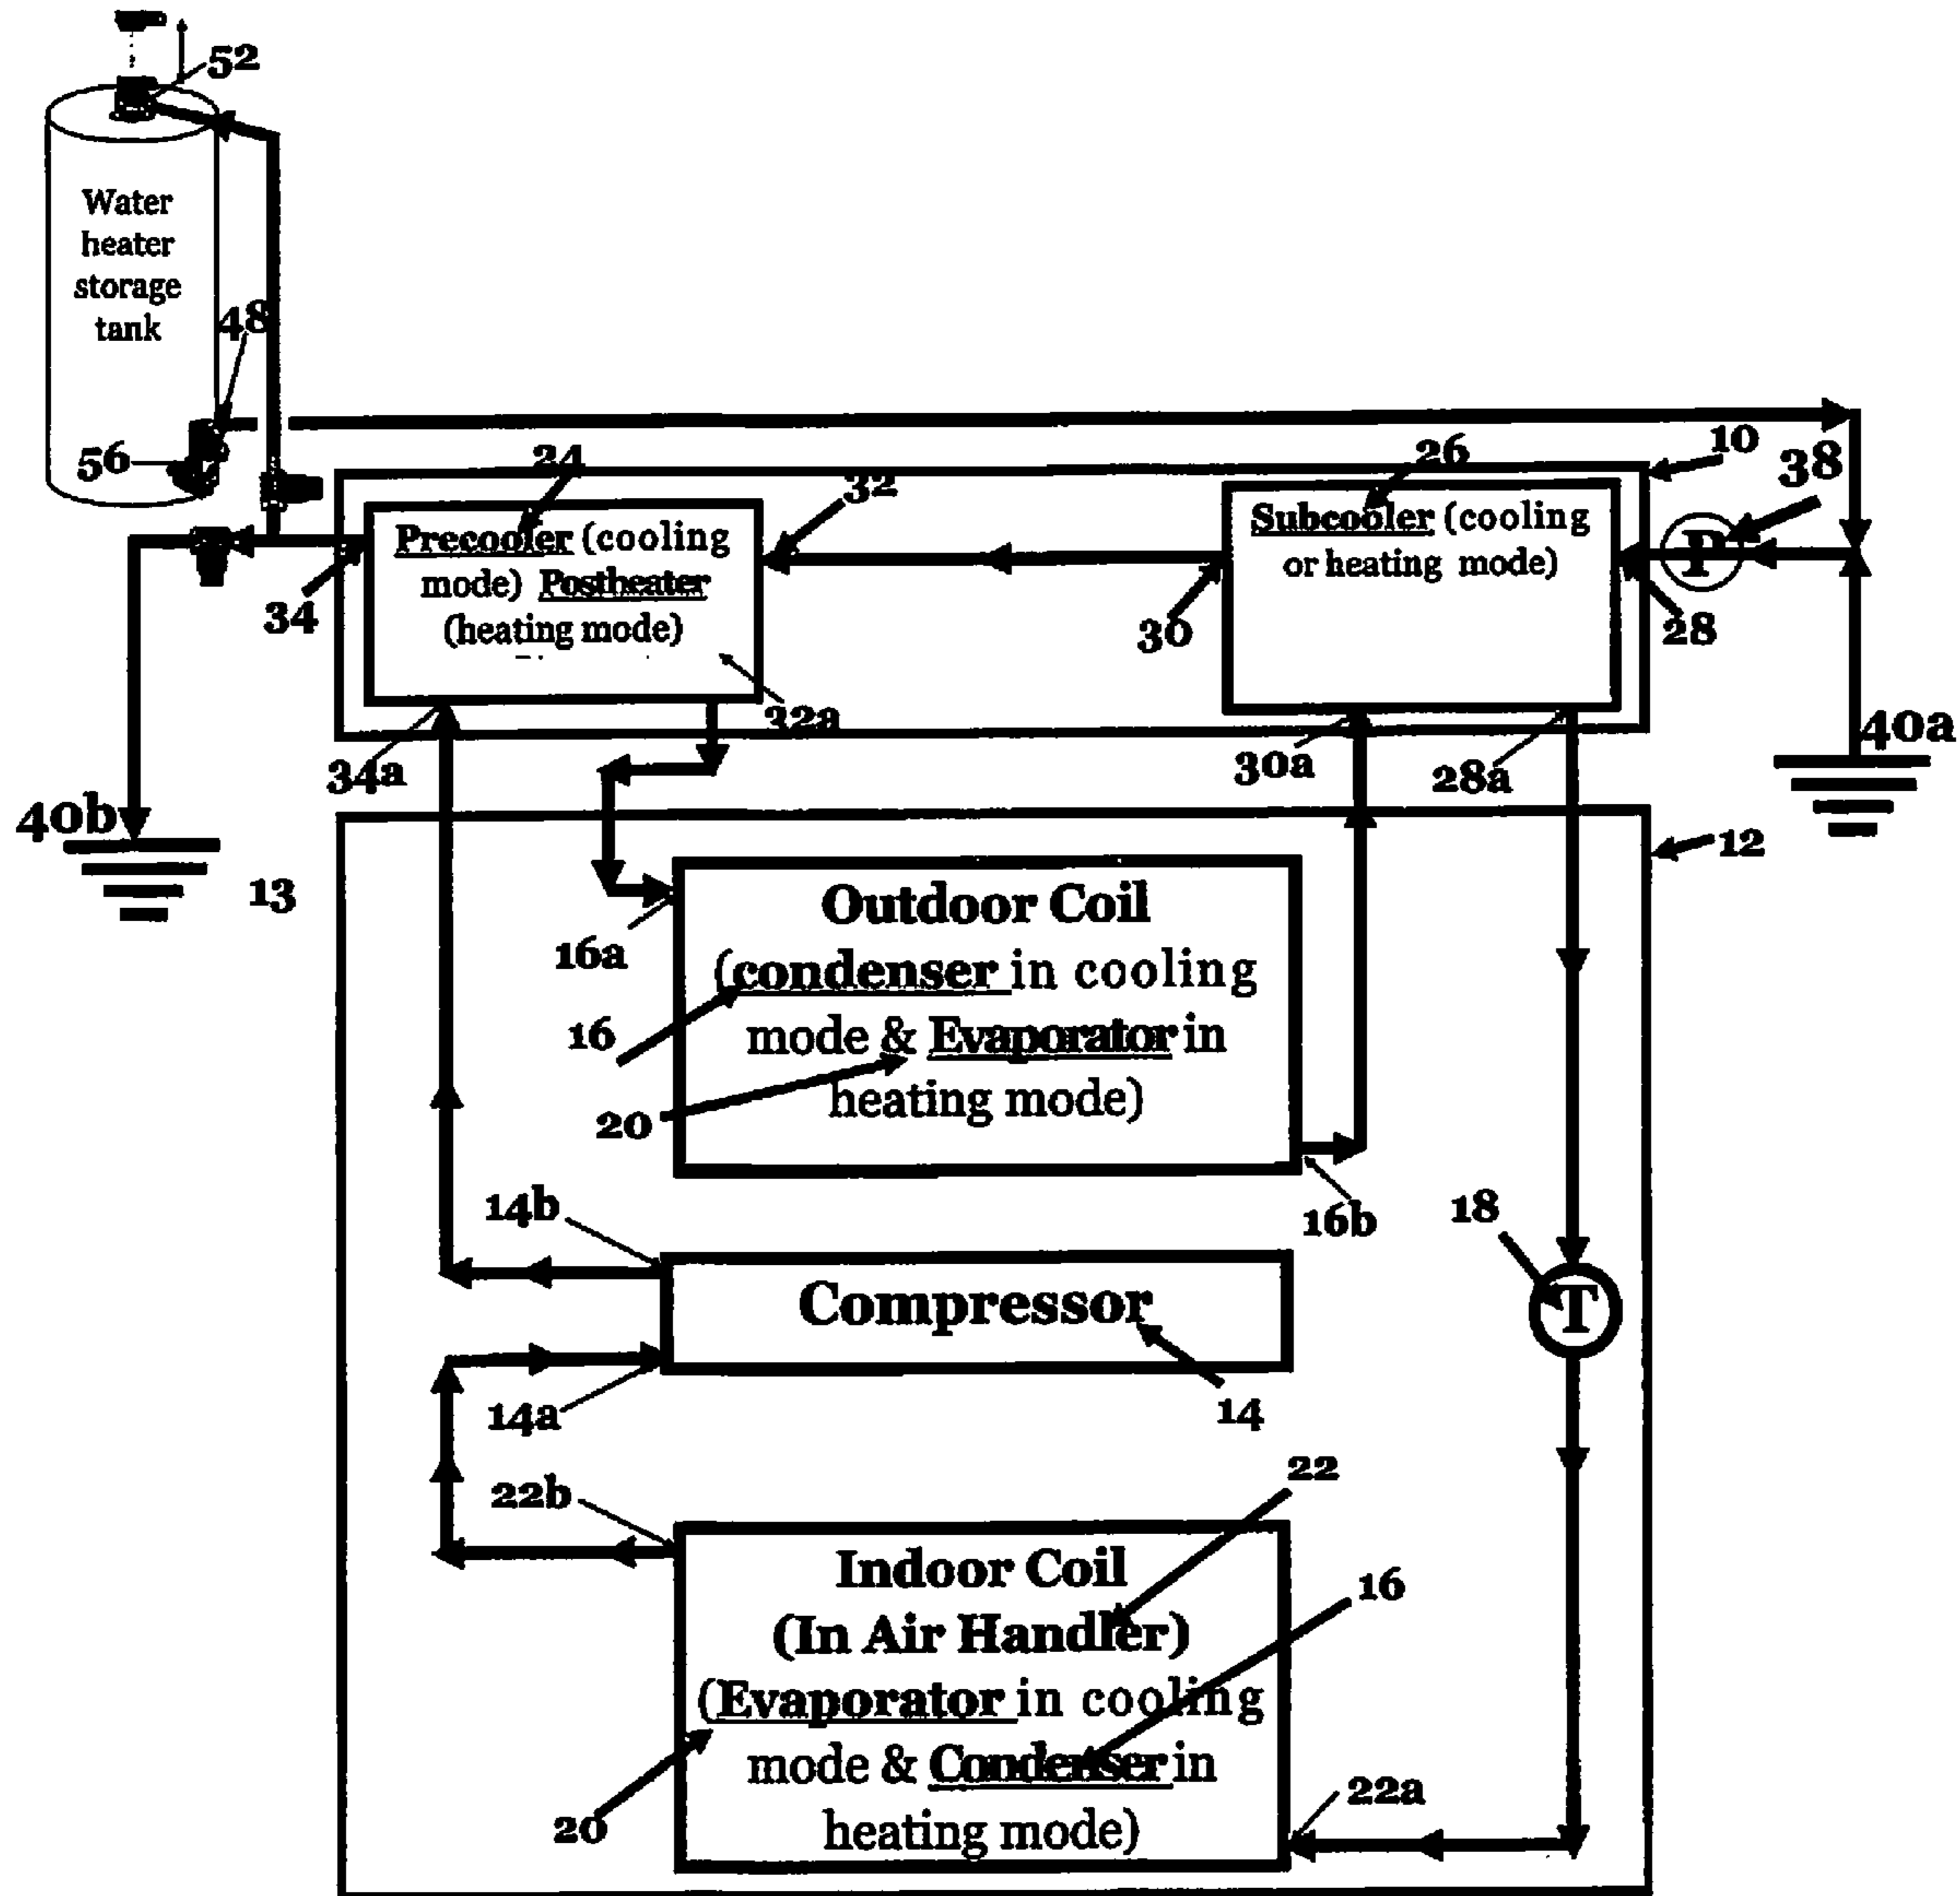 52
Water
heater
storage
tank
48
56
24
32
26
10
38
Precooler (cooling
mode) Postheater
(heating mode)
Subcooler (cooling
or heating mode)
P
34
30
28
32a
34a
30a
28a
40a
40b
13
12
Outdoor Coil
(condenser in cooling
mode & Evaporator in
heating mode)
16a
16
20
16b
14b
18
Compressor
T
14a
14
22
22b
Indoor Coil
(In Air Handler)
(Evaporator in cooling
mode & Condenser in
heating mode)
16
20
22a